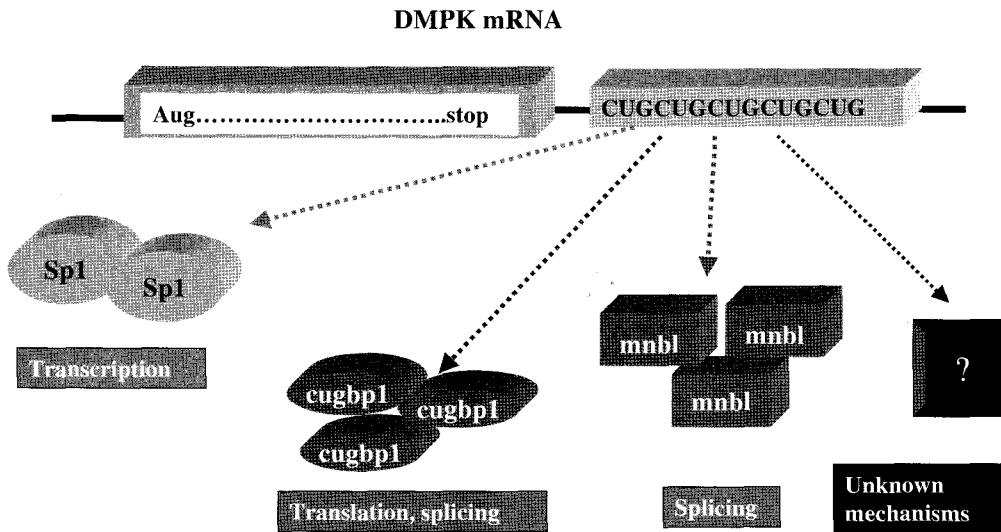 DMPK mRNA
Aug…………………………..stop
CUGCUGCUGCUGCUG
Sp1
Sp1
Transcription
cugbp1
cugbp1
cugbp1
Translation, splicing
mnbl
mnbl
mnbl
Splicing
?
Unknown
mechanisms